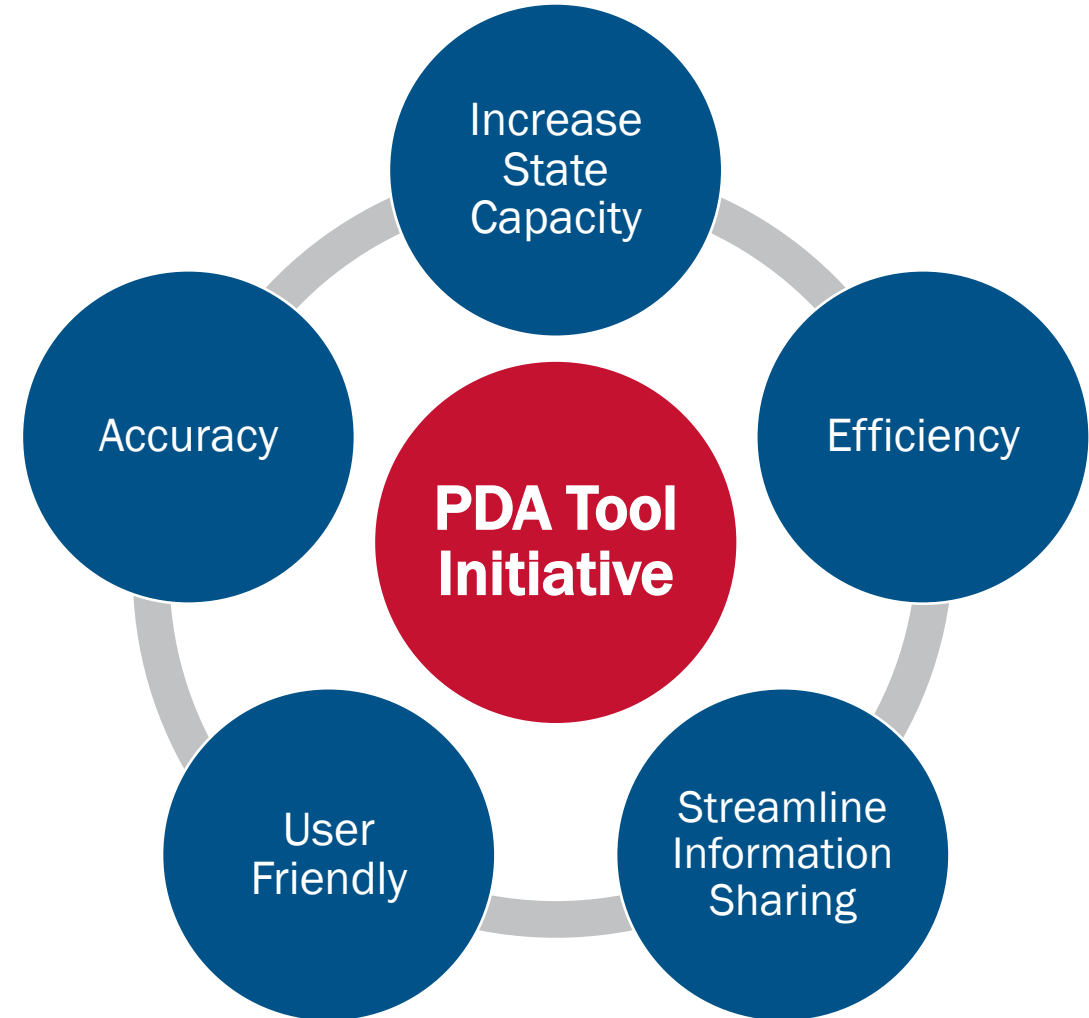 Increase
State
Capacity
Accuracy
Efficiency
PDA Tool
Initiative
User
Friendly
Streamline
Information
Sharing